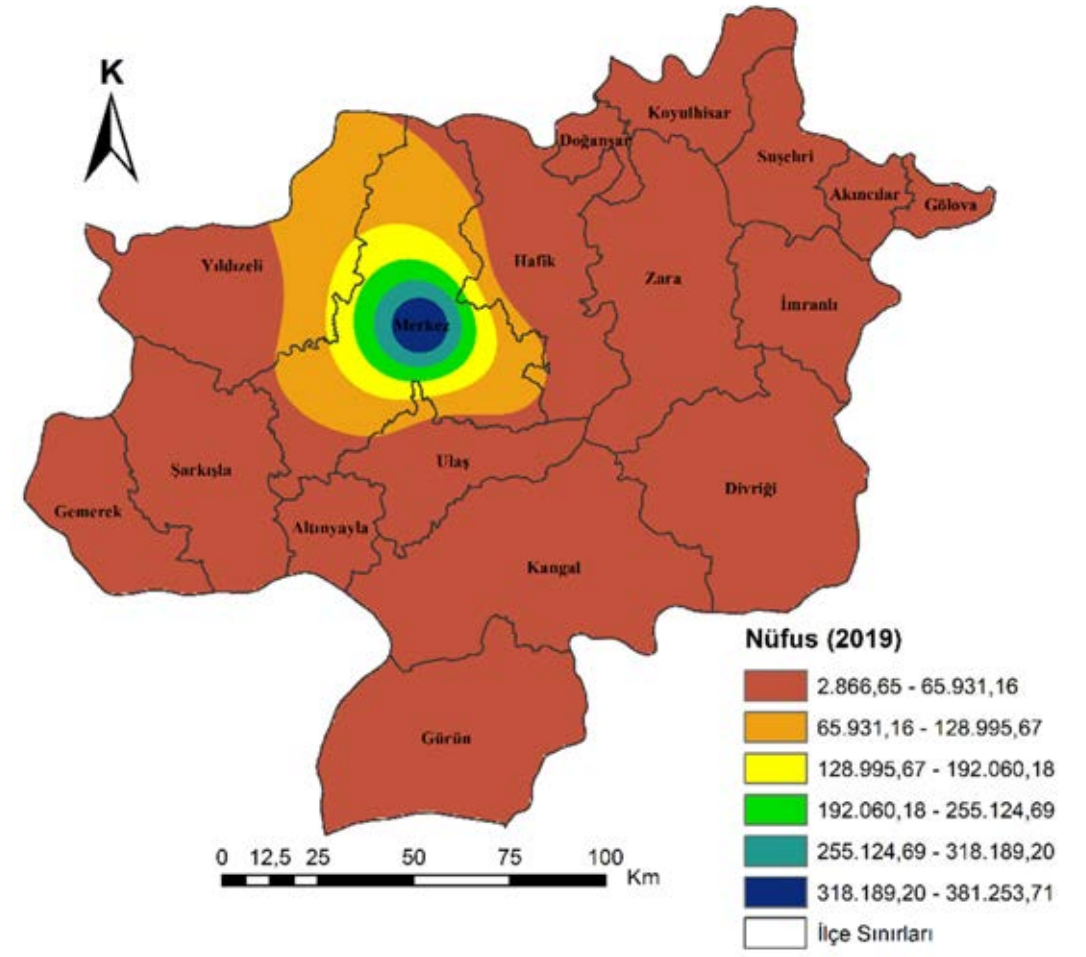 K
Koyulhisar
Doğanşar
Suşehri
Akıncılar
Gölova
Yıldızeli
Hafik
Zara
İmranlı
Merkez
Şarkışla
Ulaş
Divriği
Gemerek
Altınyayla
Kangal
Gürün
Nüfus (2019)
2.866,65 - 65.931,16
65.931,16 - 128.995,67
128.995,67 - 192.060,18
192.060,18 - 255.124,69
255.124,69 - 318.189,20
318.189,20 - 381.253,71
İlçe Sınırları
0 12,5 25 50 75 100
Km